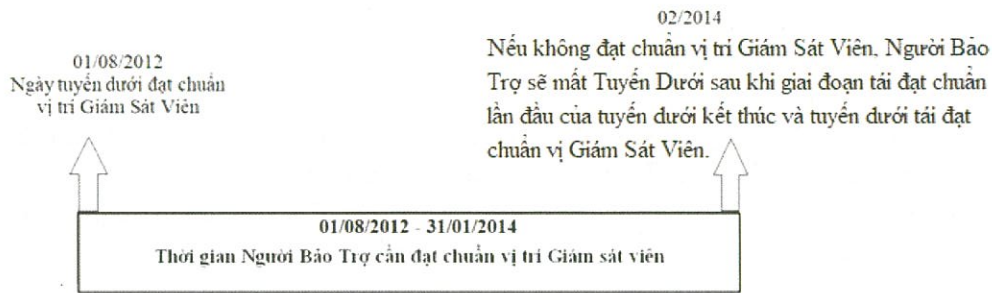 01/08/2012
Ngày tuyến dưới đạt chuẩn
vị trí Giám Sát Viên
02/2014
Nếu không đạt chuẩn vị trí Giám Sát Viên, Người Bảo
Trợ sẽ mất Tuyến Dưới sau khi giai đoạn tái đạt chuẩn
lần đầu của tuyến dưới kết thúc và tuyến dưới tái đạt
chuẩn vị Giám Sát Viên.
01/08/2012 - 31/01/2014
Thời gian Người Bảo Trợ cần đạt chuẩn vị trí Giám sát viên